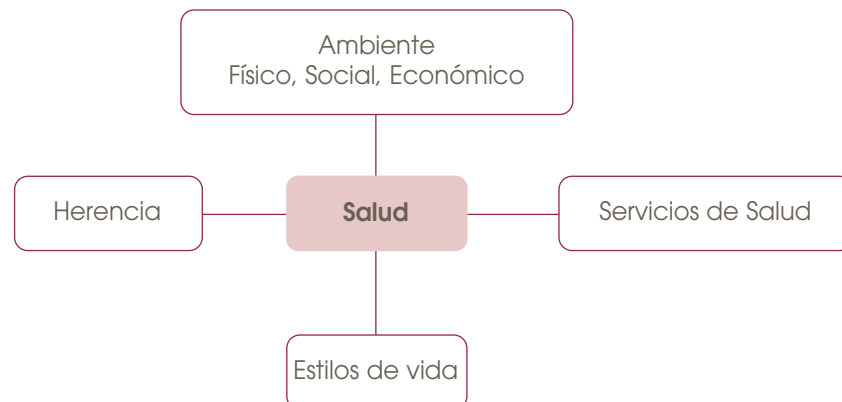 Ambiente
Físico, Social, Económico
Herencia
Salud
Servicios de Salud
Estilos de vida